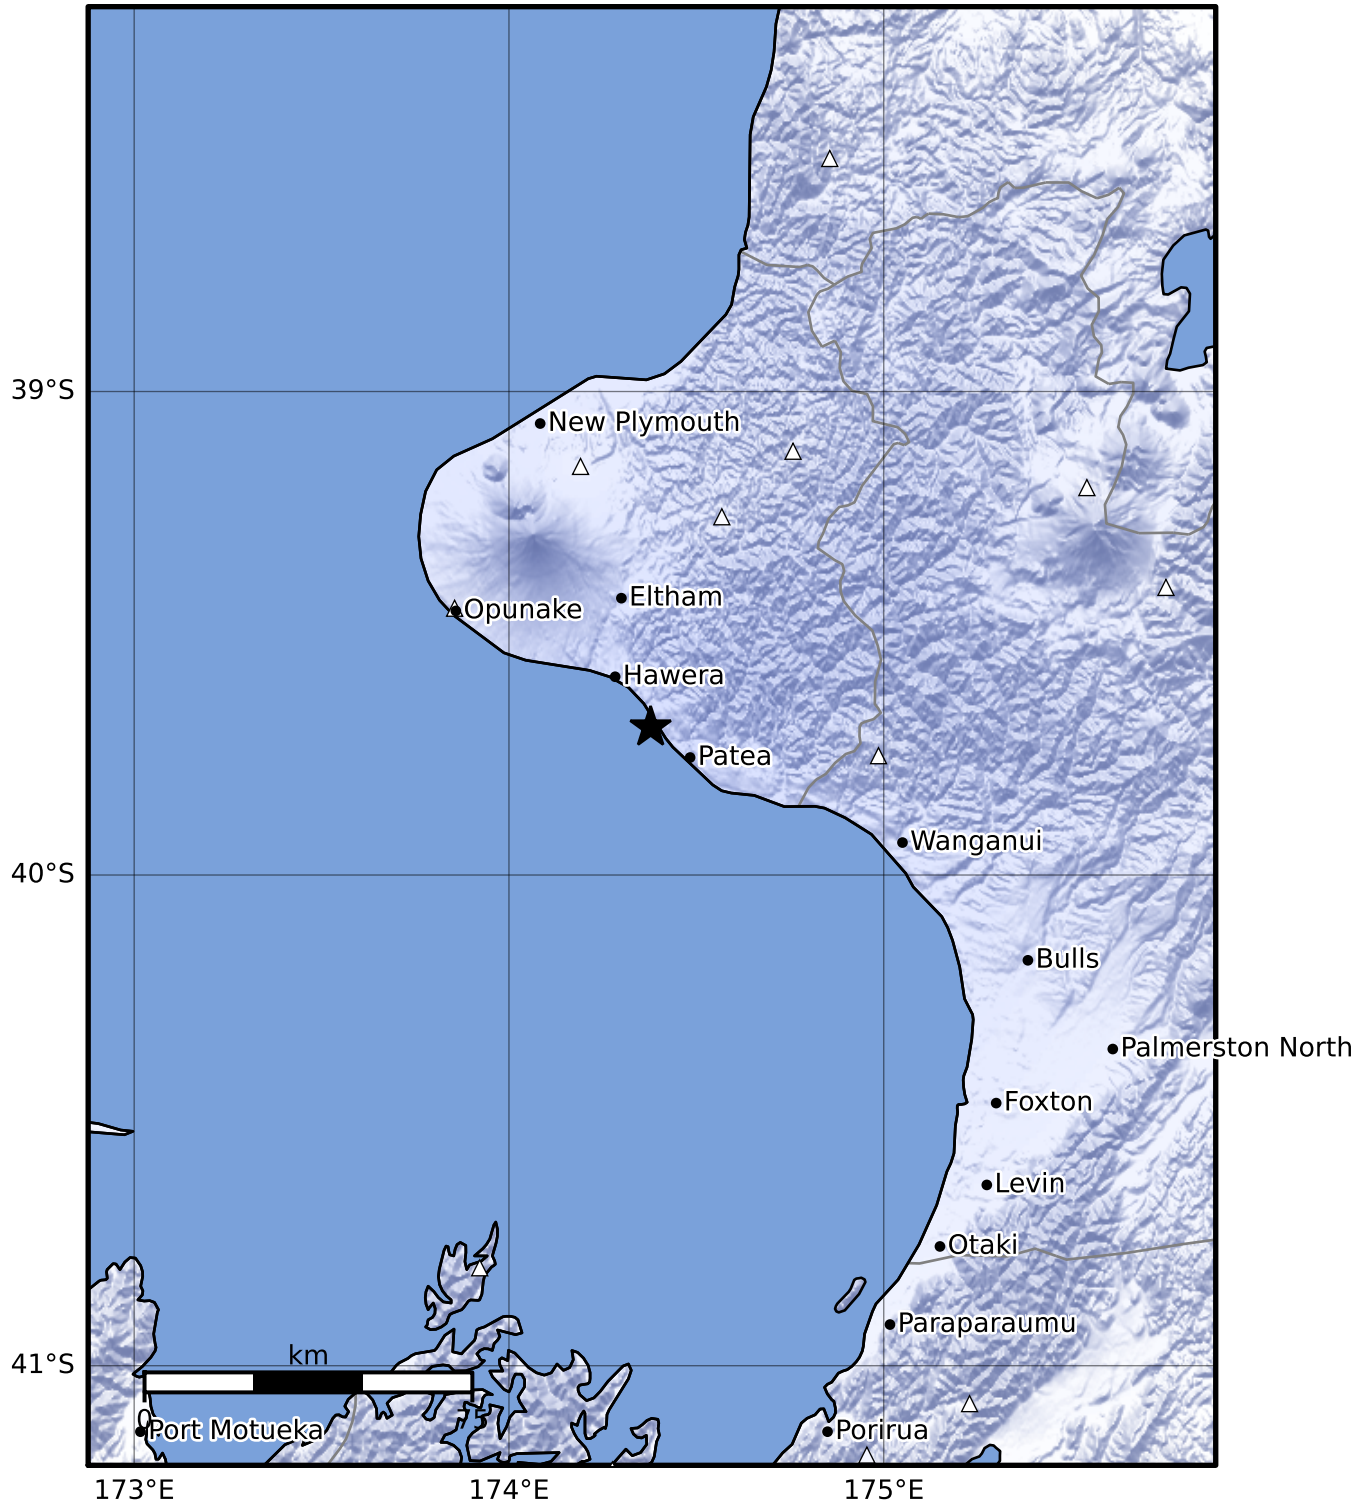 39°S
New Plymouth
Eltham
Opunake
Hawera
Patea
Wanganui
40°S
Bulls
Palmerston North
Foxton
Levin
Otaki
Paraparaumu
km
41°S
0
Port Motueka
Porirua
173°E
174°E
175°E